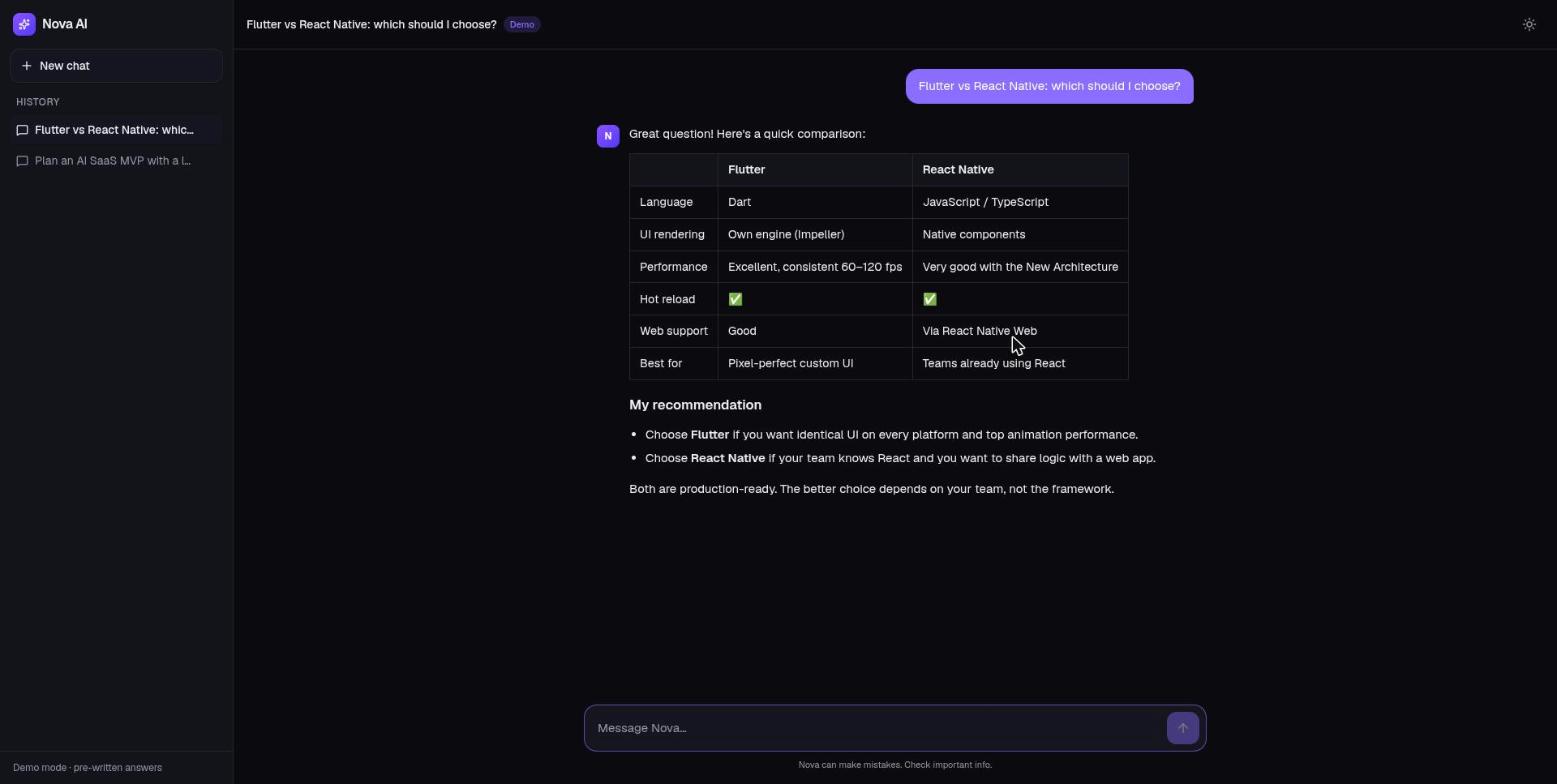 Nova AI
New chat
HISTORY
Flutter vs React Native: whic...
Plan an AI SaaS MVP with a l...
Demo mode · pre-written answers
Flutter vs React Native: which should I choose? Demo
Flutter vs React Native: which should I choose?
N
Great question! Here's a quick comparison:
Flutter React Native
Language Dart JavaScript / TypeScript
UI rendering Own engine (Impeller) Native components
Performance Excellent, consistent 60–120 fps Very good with the New Architecture
Hot reload ✅ ✅
Web support Good Via React Native Web
Best for Pixel-perfect custom UI Teams already using React
My recommendation
• Choose Flutter if you want identical UI on every platform and top animation performance.
• Choose React Native if your team knows React and you want to share logic with a web app.
Both are production-ready. The better choice depends on your team, not the framework.
Message Nova...
Nova can make mistakes. Check important info.